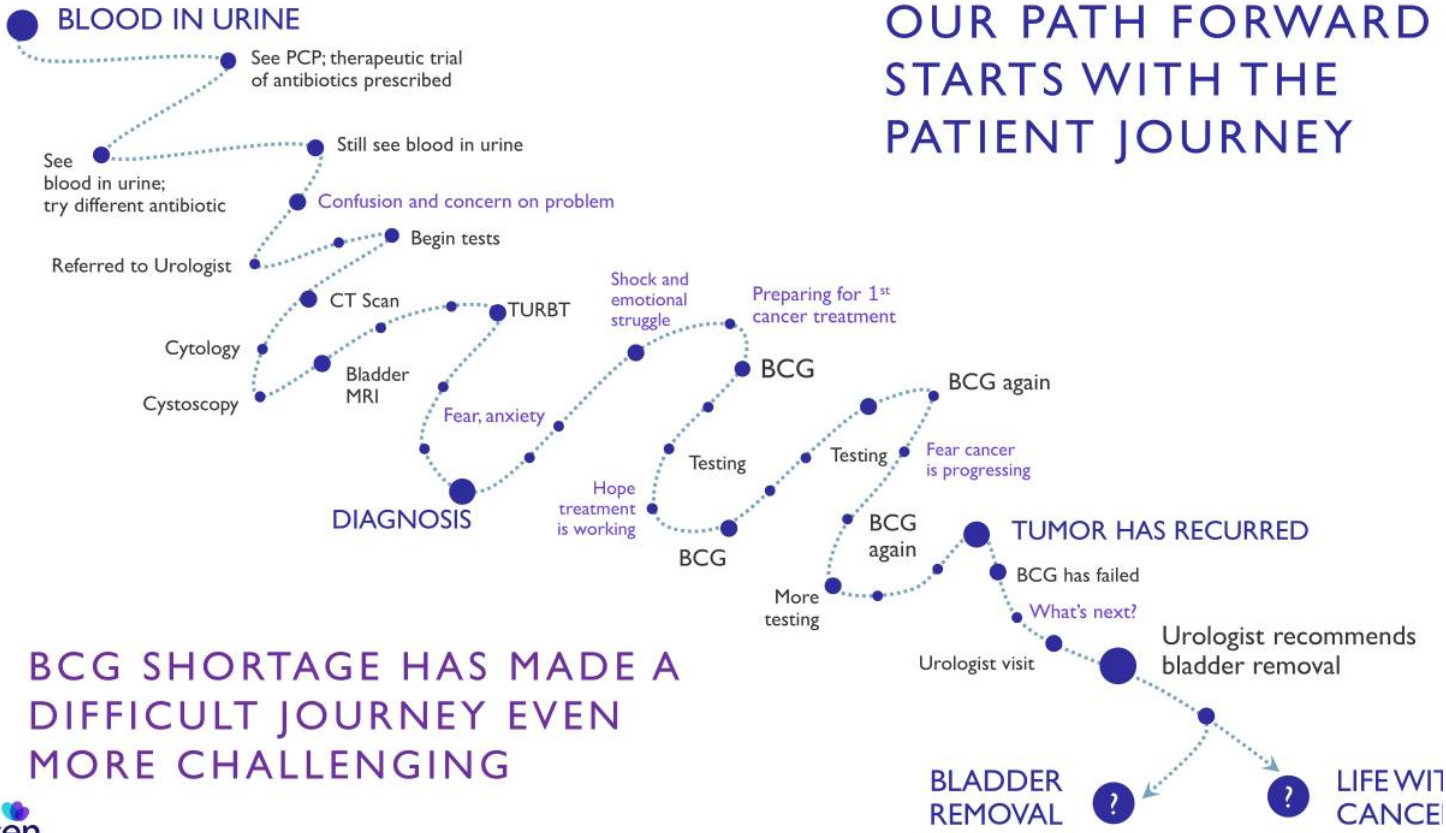 BLOOD IN URINE
OUR PATH FORWARD
STARTS WITH THE
PATIENT JOURNEY
See PCP; therapeutic trial
of antibiotics prescribed
See
blood in urine;
try different antibiotic
Still see blood in urine
Confusion and concern on problem
Referred to Urologist
Begin tests
CT Scan
Cytology
Cystoscopy
Bladder
MRI
TURBT
Fear, anxiety
DIAGNOSIS
Shock and
emotional
struggle
Preparing for 1st
cancer treatment
BCG
Testing
Hope
treatment
is working
BCG
Testing
BCG again
Fear cancer
is progressing
BCG
again
More
testing
TUMOR HAS RECURRED
BCG has failed
What's next?
Urologist visit
Urologist recommends
bladder removal
BCG SHORTAGE HAS MADE A
DIFFICULT JOURNEY EVEN
MORE CHALLENGING
BLADDER
REMOVAL
?
?
LIFE WIT
CANCE